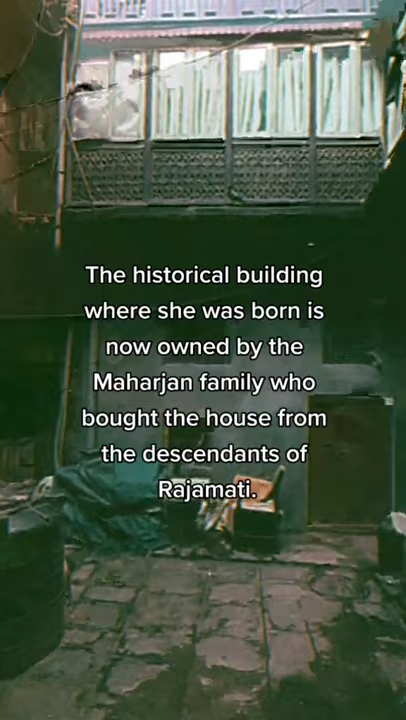 The historical building
where she was born is
now owned by the
Maharjan family who
bought the house from
the descendants of
Rajamati.